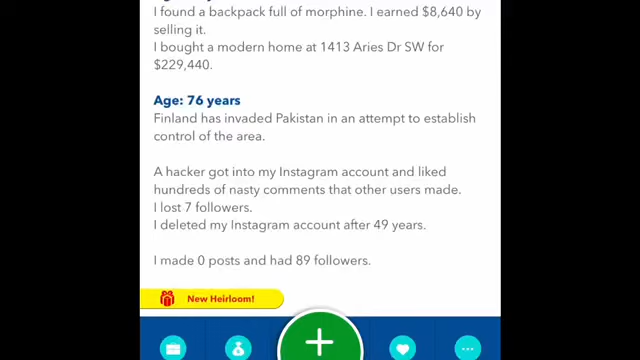 I found a backpack full of morphine. I earned $8,640 by
selling it.
I bought a modern home at 1413 Aries Dr SW for
$229,440.
Age: 76 years
Finland has invaded Pakistan in an attempt to establish
control of the area.
A hacker got into my Instagram account and liked
hundreds of nasty comments that other users made.
I lost 7 followers.
I deleted my Instagram account after 49 years.
I made 0 posts and had 89 followers.
New Heirloom!